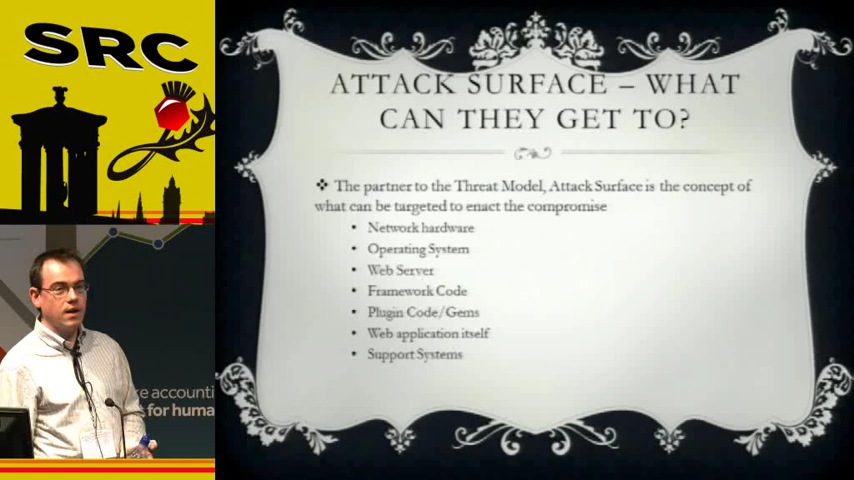 SRC
ATTACK SURFACE – WHAT
CAN THEY GET TO?
❖ The partner to the Threat Model, Attack Surface is the concept of
what can be targeted to enact the compromise
• Network hardware
• Operating System
• Web Server
• Framework Code
• Plugin Code/Gems
• Web application itself
• Support Systems
accounti
for huma